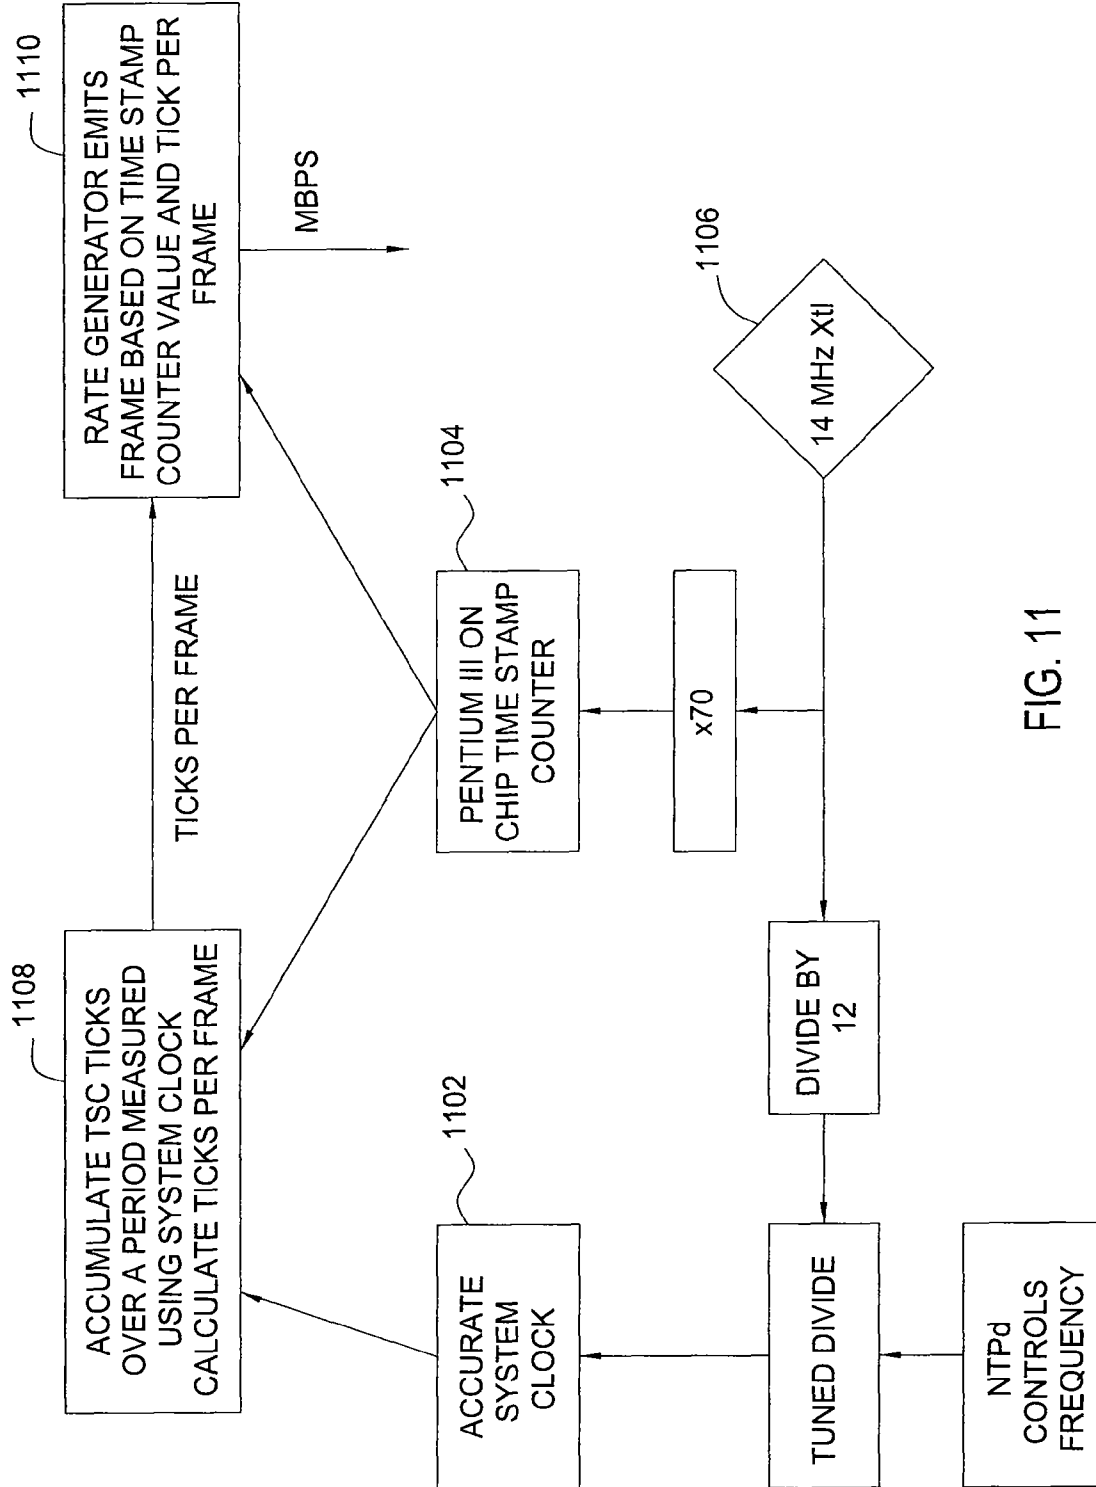 1108
ACCUMULATE TSC TICKS
OVER A PERIOD MEASURED
USING SYSTEM CLOCK
CALCULATE TICKS PER FRAME
TICKS PER FRAME
1110
RATE GENERATOR EMITS
FRAME BASED ON TIME STAMP
COUNTER VALUE AND TICK PER
FRAME
MBPS
1102
ACCURATE
SYSTEM
CLOCK
1104
PENTIUM III ON
CHIP TIME STAMP
COUNTER
x70
1106
14 MHz Xtl
TUNED DIVIDE
DIVIDE BY
12
NTPd
CONTROLS
FREQUENCY
FIG. 11